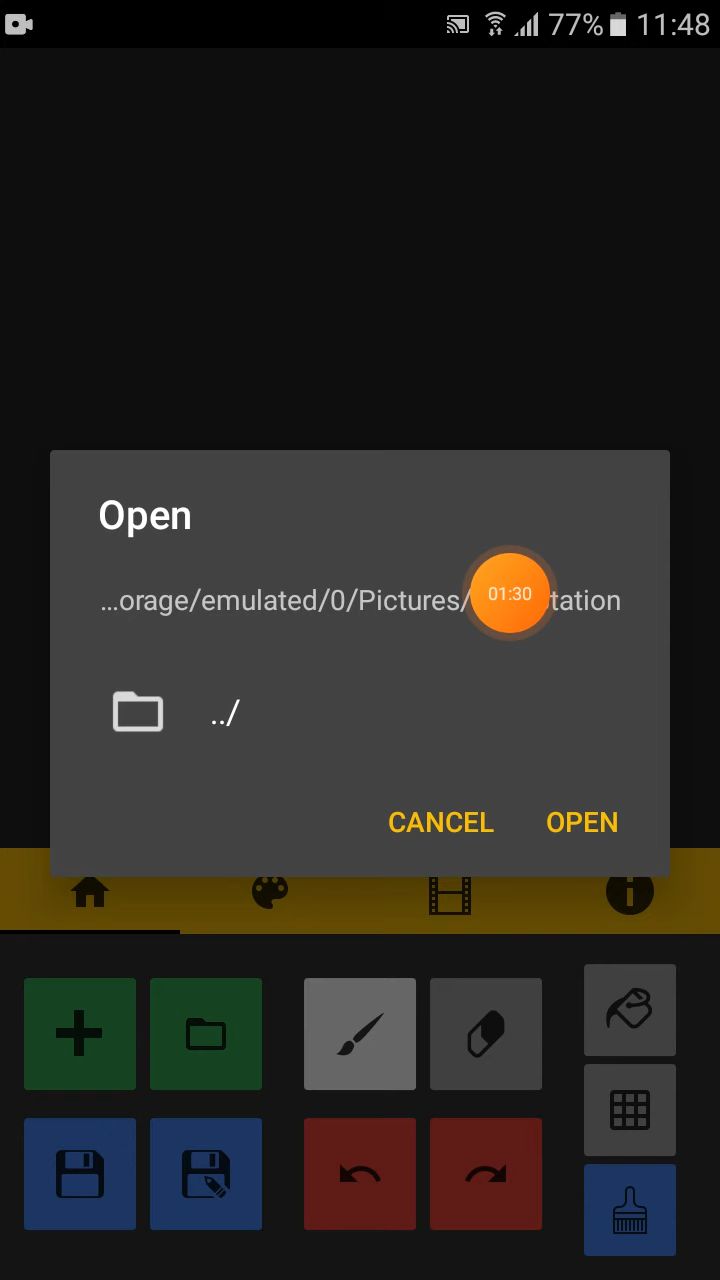 77% 11:48
Open
…orage/emulated/0/Pictures/ tation
01:30
../
CANCEL OPEN